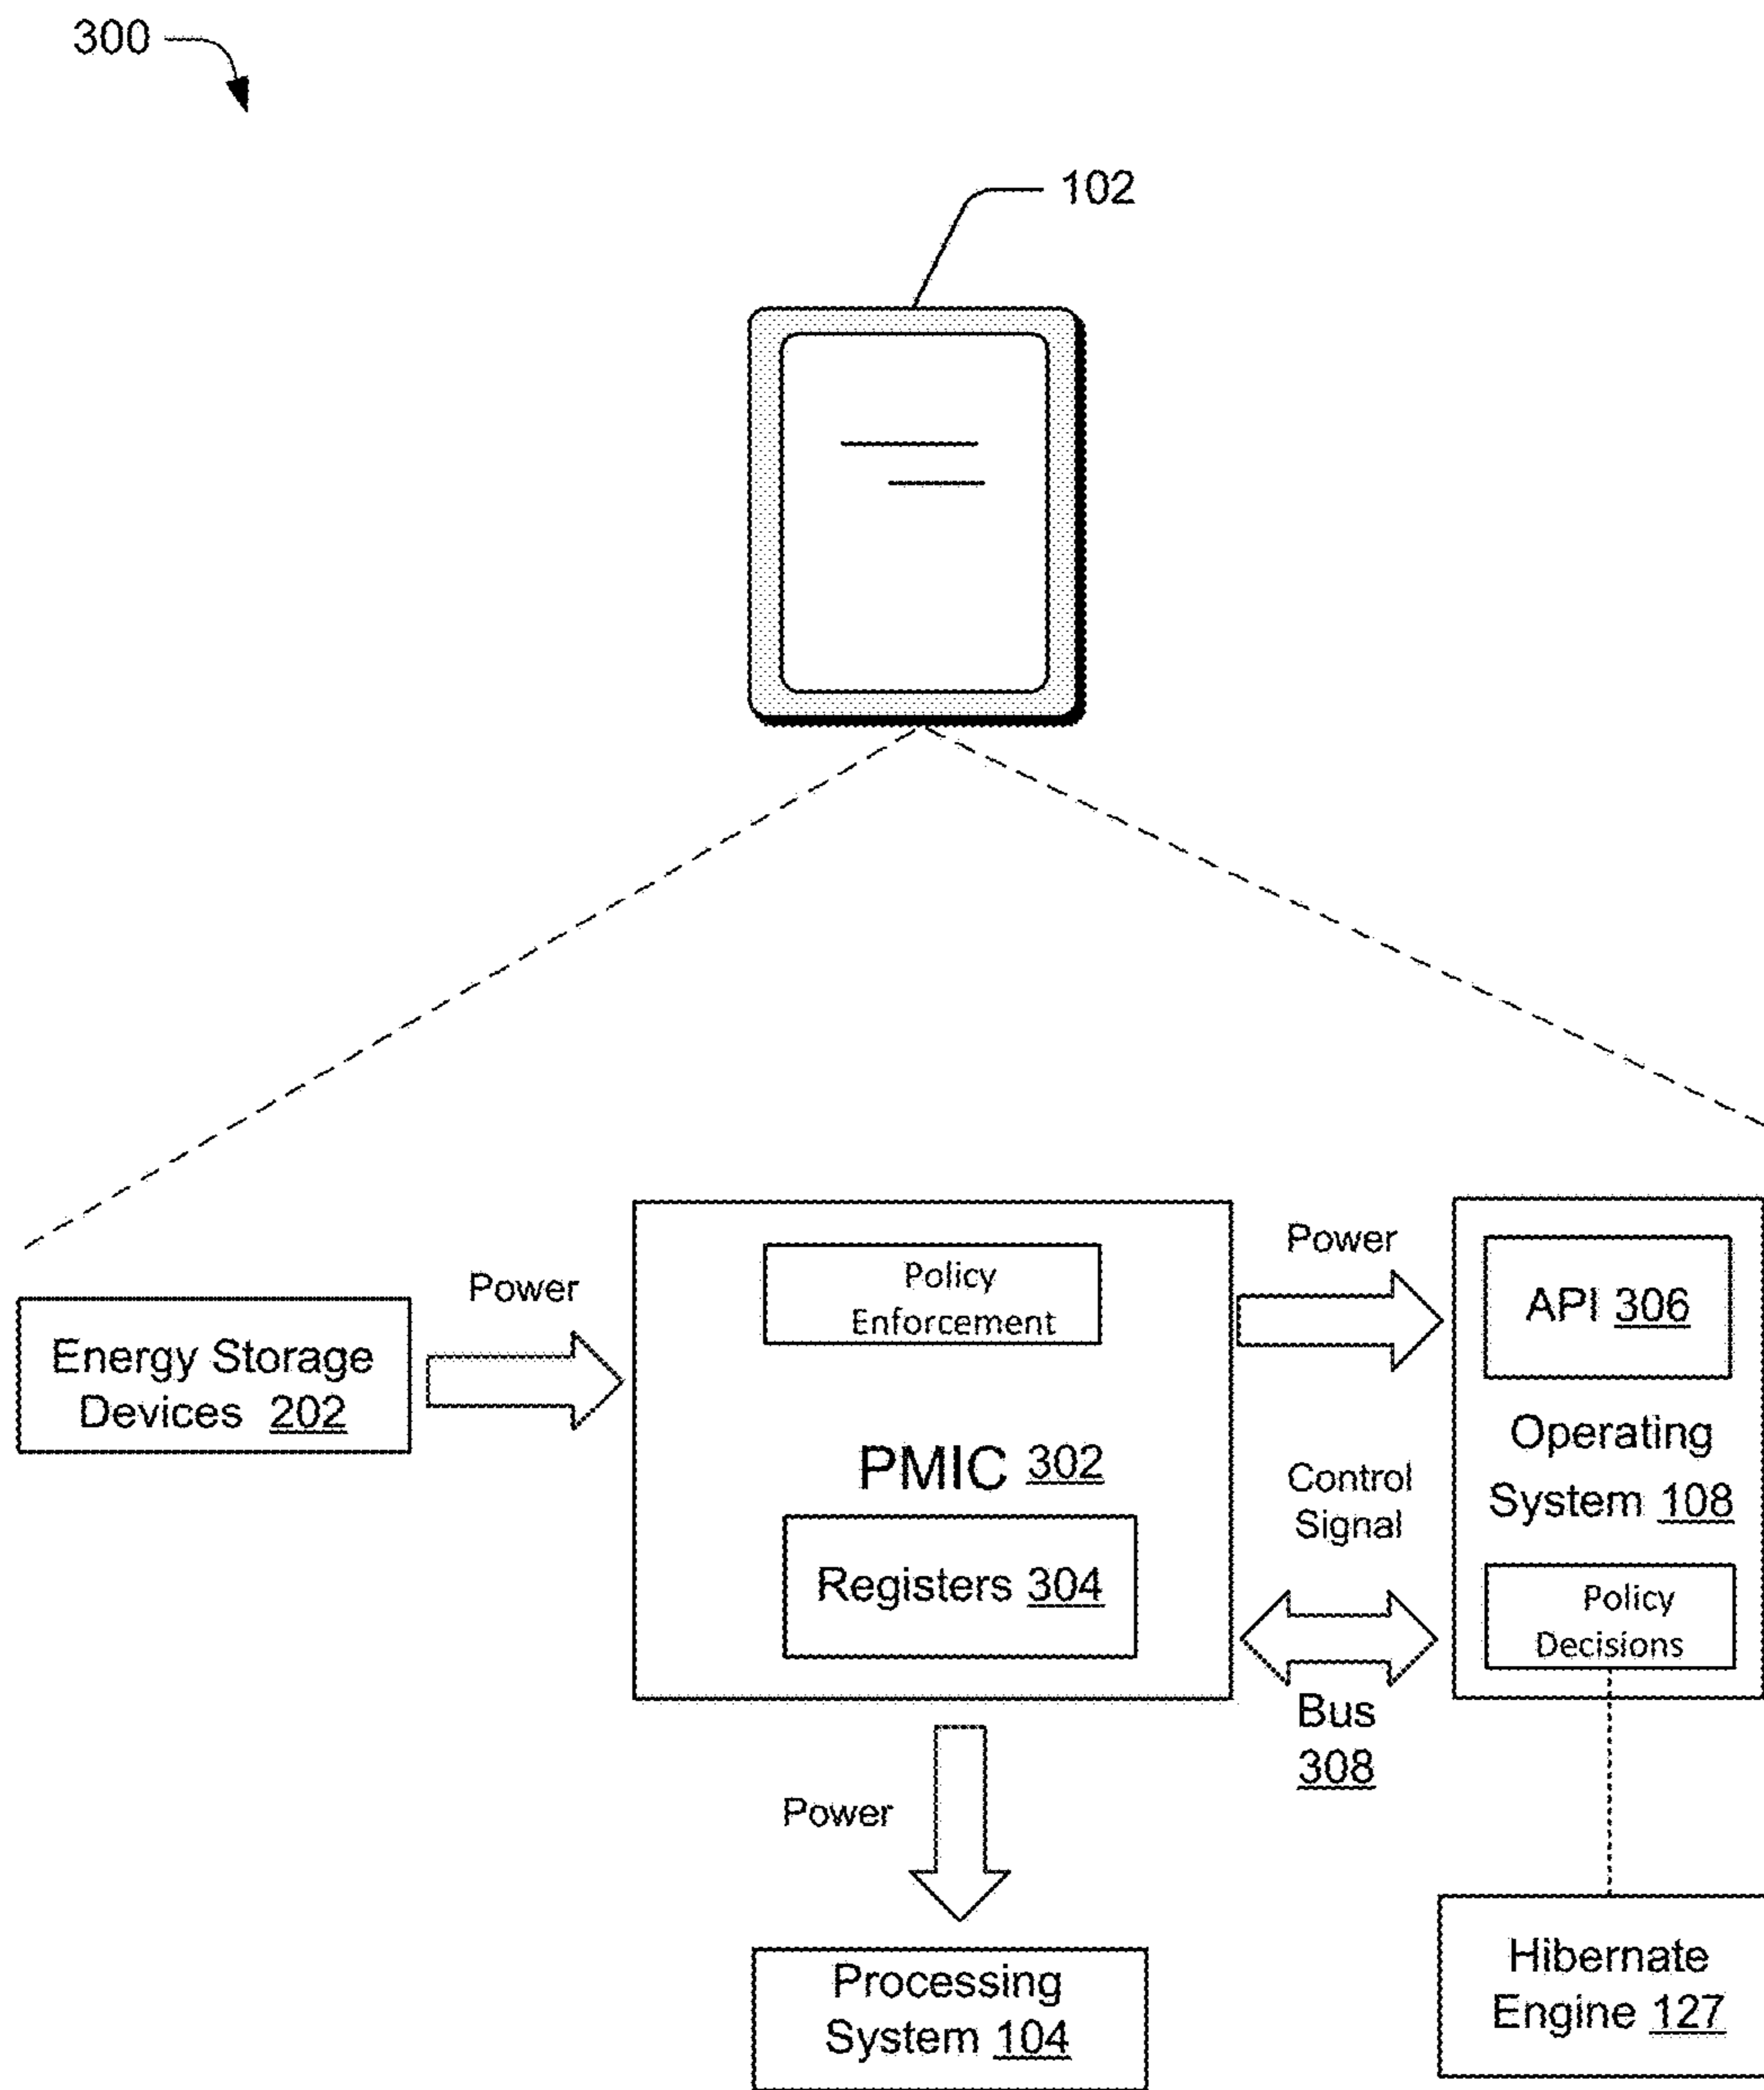 300
102
Power
Energy Storage
Devices 202
Policy
Enforcement
PMIC 302
Registers 304
Power
API 306
Operating
System 108
Control
Signal
Policy
Decisions
Bus
308
Power
Processing
System 104
Hibernate
Engine 127